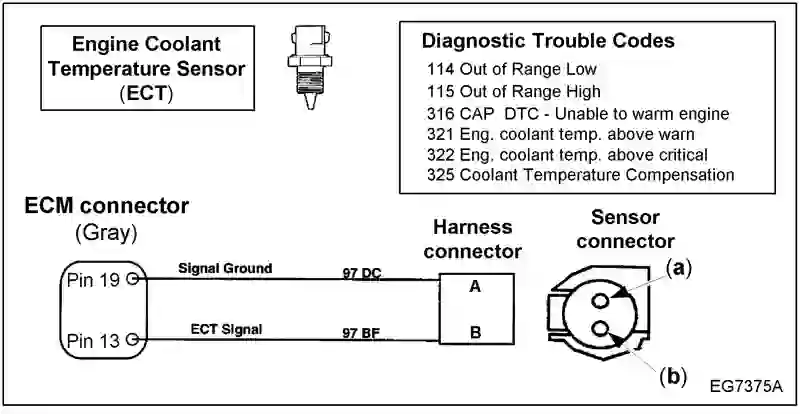 Engine Coolant
Temperature Sensor
(ECT)
Diagnostic Trouble Codes
114 Out of Range Low
115 Out of Range High
316 CAP DTC - Unable to warm engine
321 Eng. coolant temp. above warn
322 Eng. coolant temp. above critical
325 Coolant Temperature Compensation
ECM connector
(Gray)
Harness
connector
Sensor
connector
Pin 19
Signal Ground
97 DC
A
(a)
Pin 13
ECT Signal
97 BF
B
(b)
EG7375A